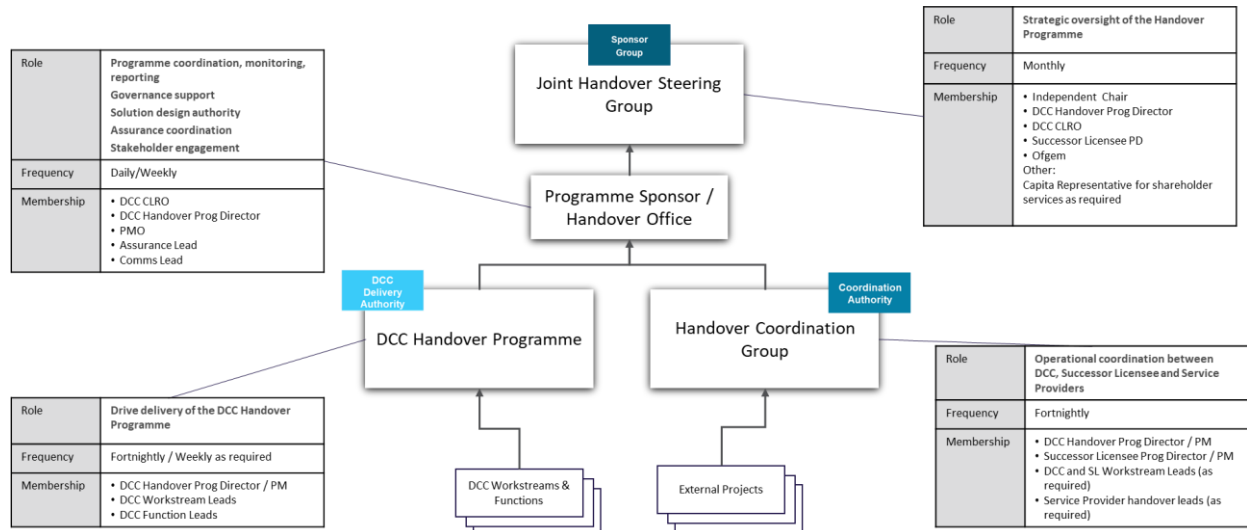 Sponsor
Group
Joint Handover Steering
Group
Role
Strategic oversight of the Handover
Programme
Frequency
Monthly
Membership
• Independent Chair
• DCC Handover Prog Director
• DCC CLRO
• Successor Licensee PD
• Ofgem
Other:
Capita Representative for shareholder
services as required
Role
Programme coordination, monitoring,
reporting
Governance support
Solution design authority
Assurance coordination
Stakeholder engagement
Frequency
Daily/Weekly
Membership
• DCC CLRO
• DCC Handover Prog Director
• PMO
• Assurance Lead
• Comms Lead
Programme Sponsor /
Handover Office
DCC
Delivery
Authority
DCC Handover Programme
Coordination
Authority
Handover Coordination
Group
Role
Drive delivery of the DCC Handover
Programme
Frequency
Fortnightly / Weekly as required
Membership
• DCC Handover Prog Director / PM
• DCC Workstream Leads
• DCC Function Leads
DCC Workstreams &
Functions
External Projects
Role
Operational coordination between
DCC, Successor Licensee and Service
Providers
Frequency
Fortnightly
Membership
• DCC Handover Prog Director / PM
• Successor Licensee Prog Director / PM
• DCC and SL Workstream Leads (as
required)
• Service Provider handover leads (as
required)